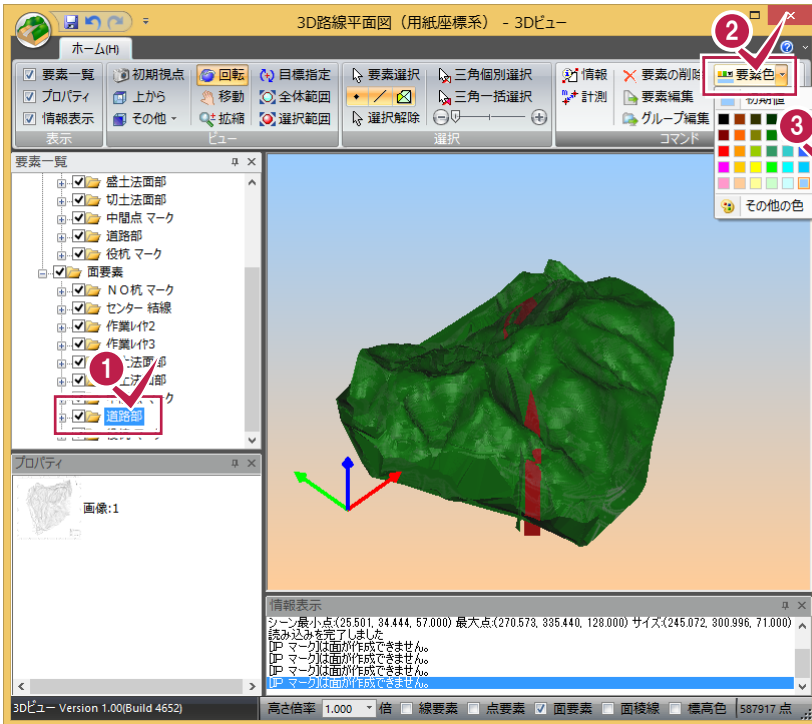 3D路線平面図（用紙座標系） - 3Dビュー
ホーム(H)
要素一覧
プロパティ
情報表示
表示
初期視点
上から
その他
回転
移動
拡縮
目標指定
全体範囲
選択範囲
ビュー
要素選択
選択解除
三角個別選択
三角一括選択
選択
情報
計測
要素の削除
要素編集
グループ編集
コマンド
要素色
初期値
その他の色
2
3
要素一覧
盛土法面部
切土法面部
中間点 マーク
道路部
役杭 マーク
面要素
ＮＯ杭 マーク
センター 結線
作業ﾚｲﾔ2
作業ﾚｲﾔ3
1
道路部
プロパティ
画像:1
情報表示
シーン最小点:(25.501, 34.444, 57.000) 最大点:(270.573, 335.440, 128.000) サイズ:(245.072, 300.996, 71.000)
読み込みを完了しました
[IP マーク]は面が作成できません。
[IP マーク]は面が作成できません。
[IP マーク]は面が作成できません。
[IP マーク]は面が作成できません。
3Dビュー Version 1.00(Build 4652)
高さ倍率 1.000 倍 線要素 点要素 面要素 面稜線 標高色 587917 点